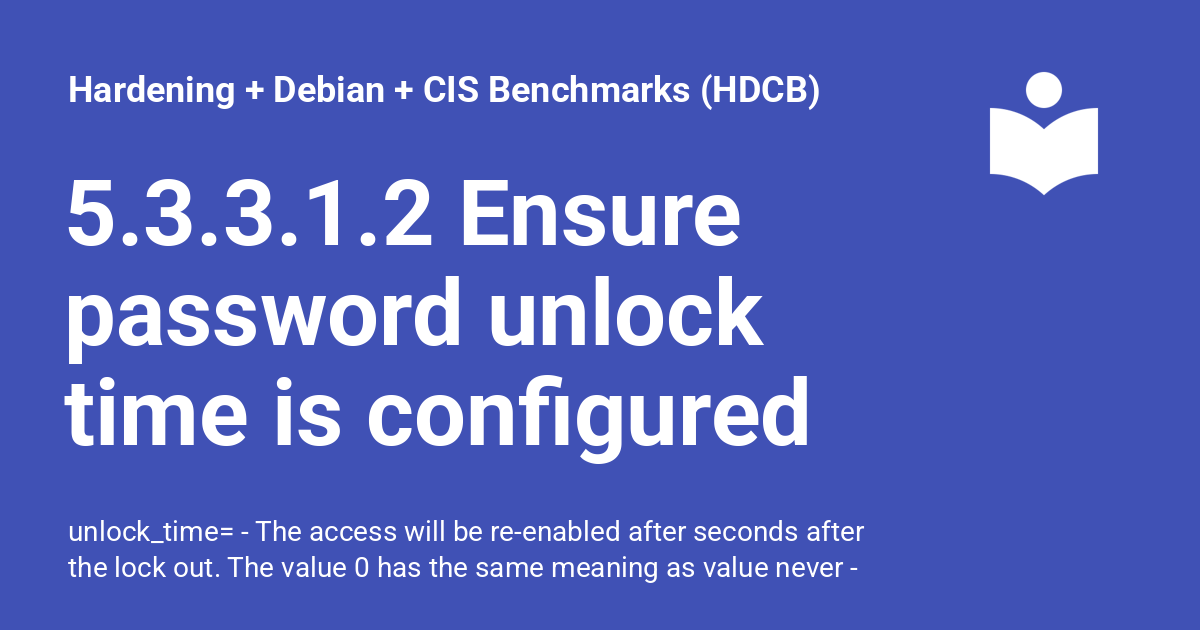 Hardening + Debian + CIS Benchmarks (HDCB)
5.3.3.1.2 Ensure
password unlock
time is configured
unlock_time= - The access will be re-enabled after seconds after
the lock out. The value 0 has the same meaning as value never -